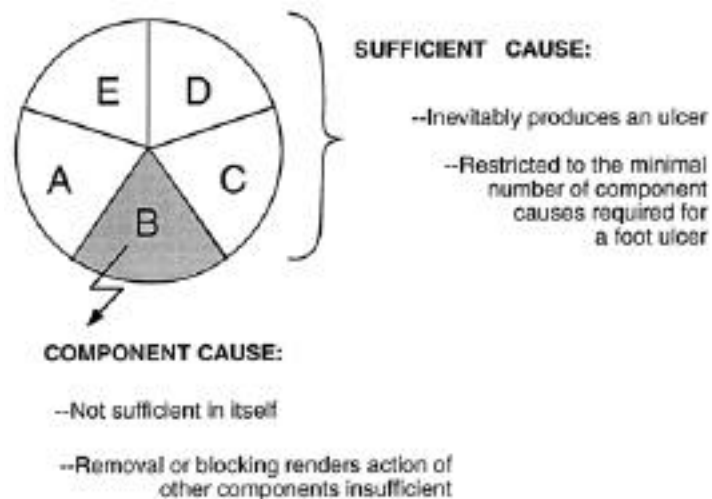 E
D
A
C
B
SUFFICIENT CAUSE:
--Inevitably produces an ulcer
--Restricted to the minimal
number of component
causes required for
a foot ulcer
COMPONENT CAUSE:
--Not sufficient in itself
--Removal or blocking renders action of
other components insufficient